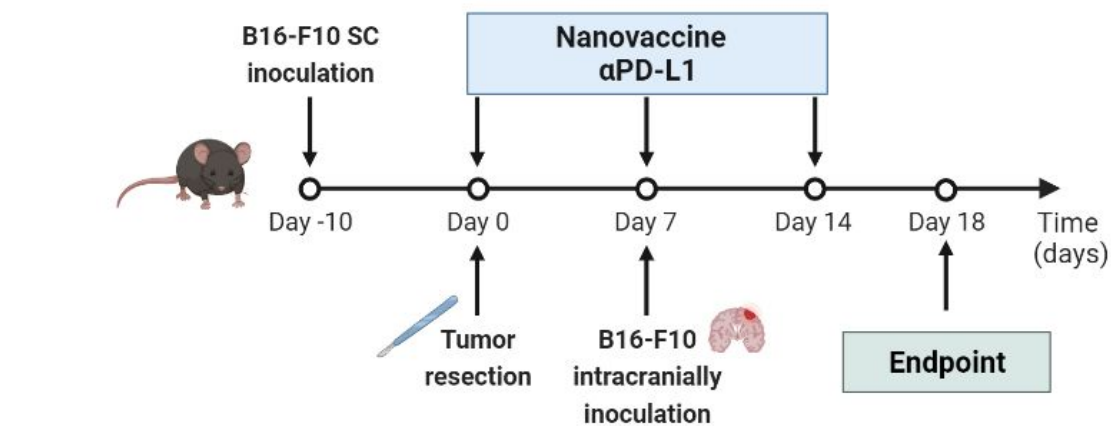 B16-F10 SC
inoculation
Nanovaccine
αPD-L1
Day -10
Day 0
Day 7
Day 14
Day 18
Time
(days)
Tumor
resection
B16-F10
intracranially
inoculation
Endpoint